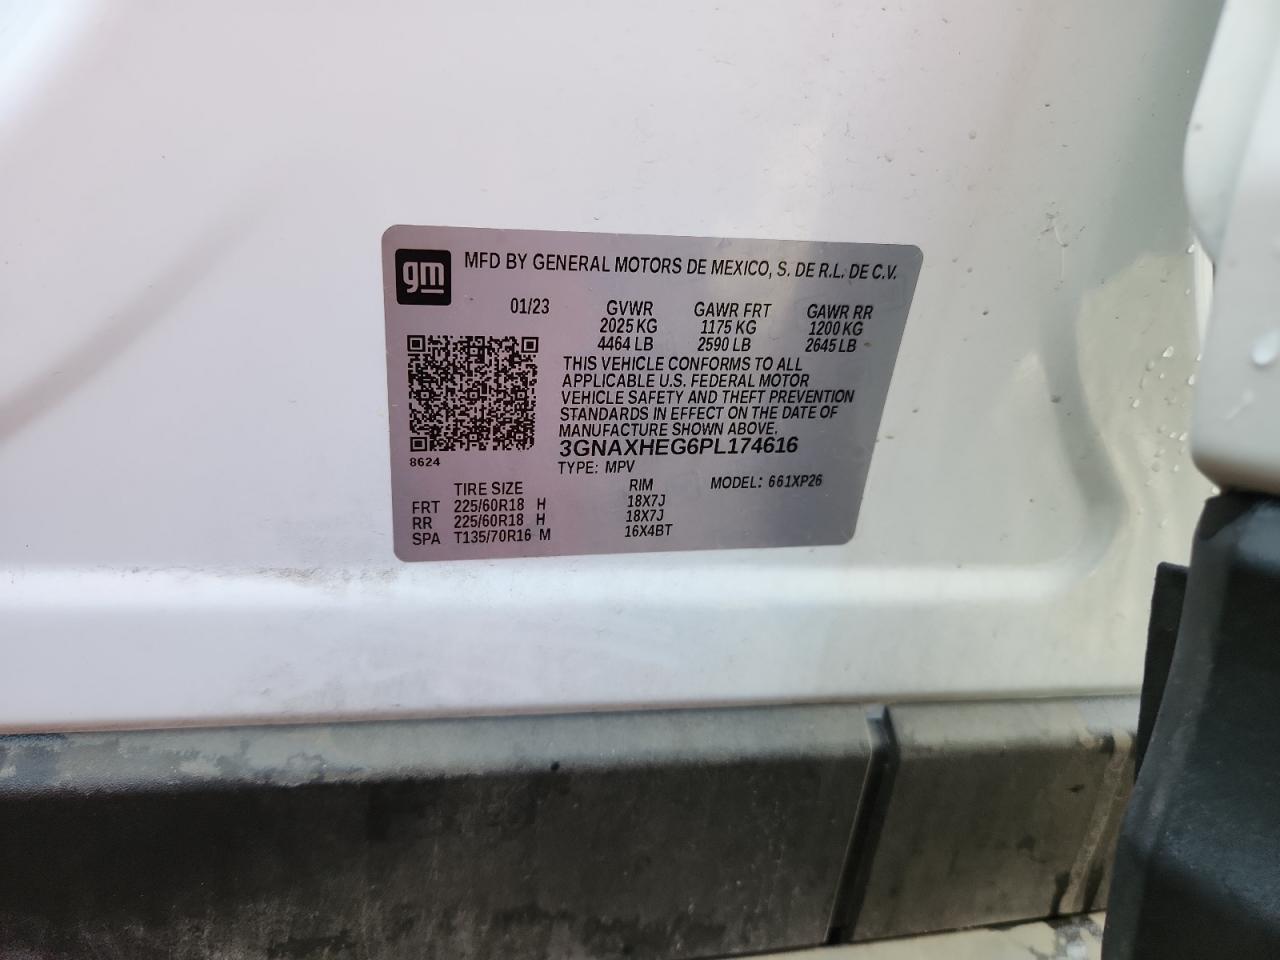 gm
MFD BY GENERAL MOTORS DE MEXICO, S. DE R.L. DE C.V.
01/23 GVWR GAWR FRT GAWR RR
2025 KG 1175 KG 1200 KG
4464 LB 2590 LB 2645 LB
THIS VEHICLE CONFORMS TO ALL
APPLICABLE U.S. FEDERAL MOTOR
VEHICLE SAFETY AND THEFT PREVENTION
STANDARDS IN EFFECT ON THE DATE OF
MANUFACTURE SHOWN ABOVE.
3GNAXHEG6PL174616
8624
TYPE: MPV MODEL: 661XP26
TIRE SIZE RIM
FRT 225/60R18 H 18X7J
RR 225/60R18 H 18X7J
SPA T135/70R16 M 16X4BT